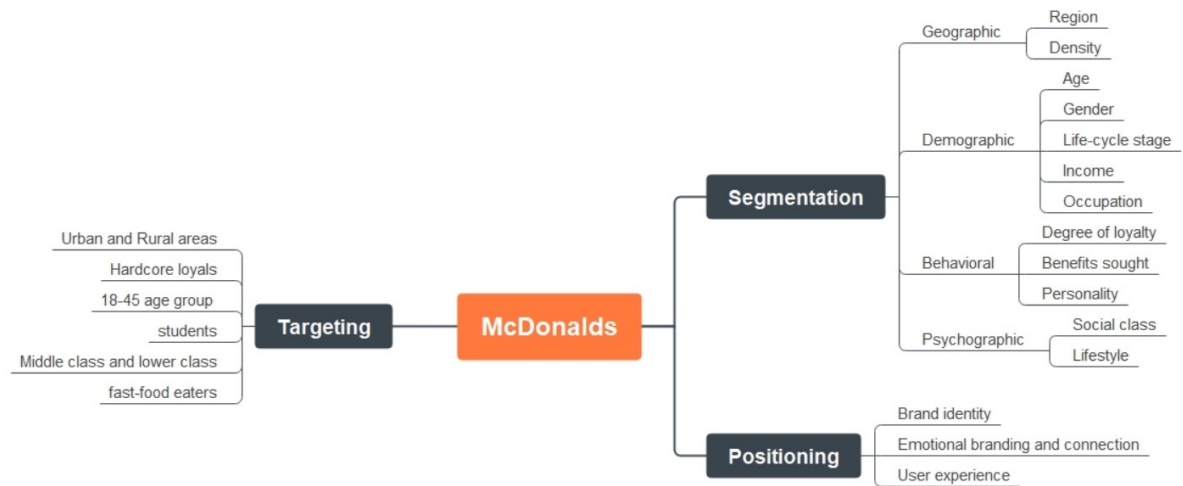 McDonalds
Segmentation
Geographic
Region
Density
Demographic
Age
Gender
Life-cycle stage
Income
Occupation
Behavioral
Degree of loyalty
Benefits sought
Personality
Psychographic
Social class
Lifestyle
Positioning
Brand identity
Emotional branding and connection
User experience
Targeting
Urban and Rural areas
Hardcore loyals
18-45 age group
students
Middle class and lower class
fast-food eaters